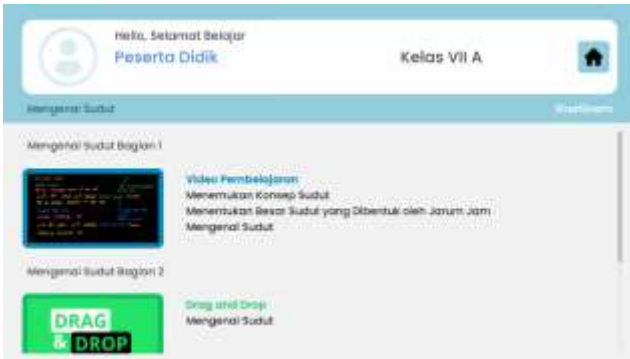 Hello, Selamat Belajar
Peserta Didik
Kelas VII A
Mengenal Sudut
Mengenal Sudut Bagian 1
Video Pembelajaran
Menemukan Konsep Sudut
Menentukan Besar Sudut yang Dibentuk oleh Jarum Jam
Mengenal Sudut
Mengenal Sudut Bagian 2
DRAG
& DROP
Drag and Drop
Mengenal Sudut